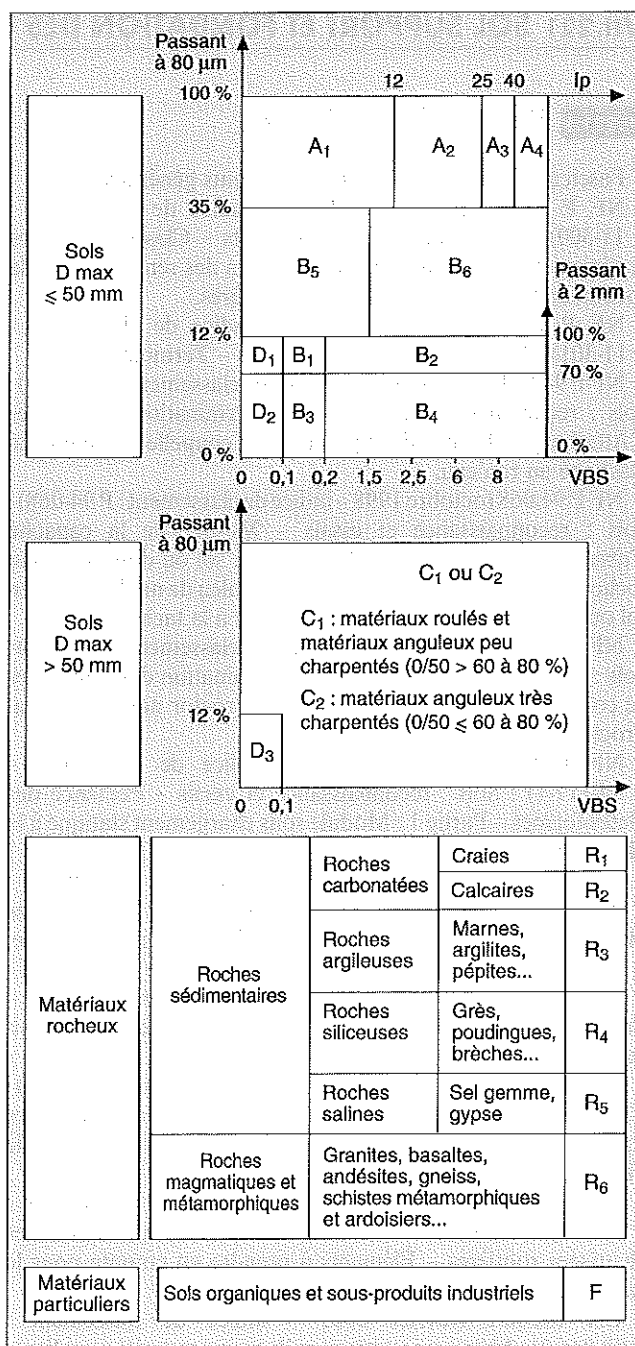 Passant
à 80 µm
12 25 40 Ip
100 %
A₁ A₂ A₃ A₄
35 %
Sols
D max
≤ 50 mm
B₅ B₆
Passant
à 2 mm
12 % 100 %
D₁ B₁ B₂
70 %
D₂ B₃ B₄
0 % 0 %
0 0,1 0,2 1,5 2,5 6 8 VBS
Passant
à 80 µm
C₁ ou C₂
Sols
D max
> 50 mm
C₁ : matériaux roulés et
matériaux anguleux peu
charpentés (0/50 > 60 à 80 %)
C₂ : matériaux anguleux très
charpentés (0/50 ≤ 60 à 80 %)
12 %
D₃
0 0,1 VBS
Matériaux
rocheux
Roches
sédimentaires
Roches
carbonatées
Craies R₁
Calcaires R₂
Roches
argileuses
Marnes,
argilites,
pépites...
R₃
Roches
siliceuses
Grès,
poudingues,
brèches...
R₄
Roches
salines
Sel gemme,
gypse
R₅
Roches
magmatiques et
métamorphiques
Granites, basaltes,
andésites, gneiss,
schistes métamorphiques
et ardoisiers...
R₆
Matériaux
particuliers
Sols organiques et sous-produits industriels F